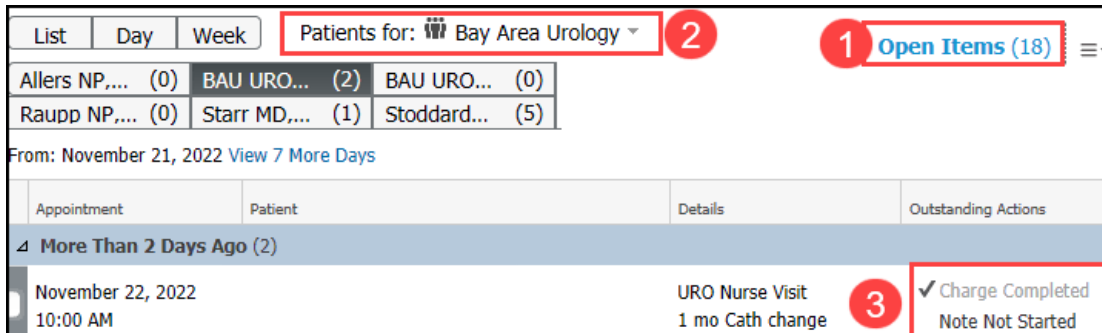 List Day Week Patients for: Bay Area Urology 2
1 Open Items (18)
Allers NP,... (0) BAU URO... (2) BAU URO... (0)
Raupp NP,... (0) Starr MD,... (1) Stoddard... (5)
From: November 21, 2022 View 7 More Days
Appointment Patient Details Outstanding Actions
More Than 2 Days Ago (2)
November 22, 2022 URO Nurse Visit 3 ✓ Charge Completed
10:00 AM 1 mo Cath change Note Not Started